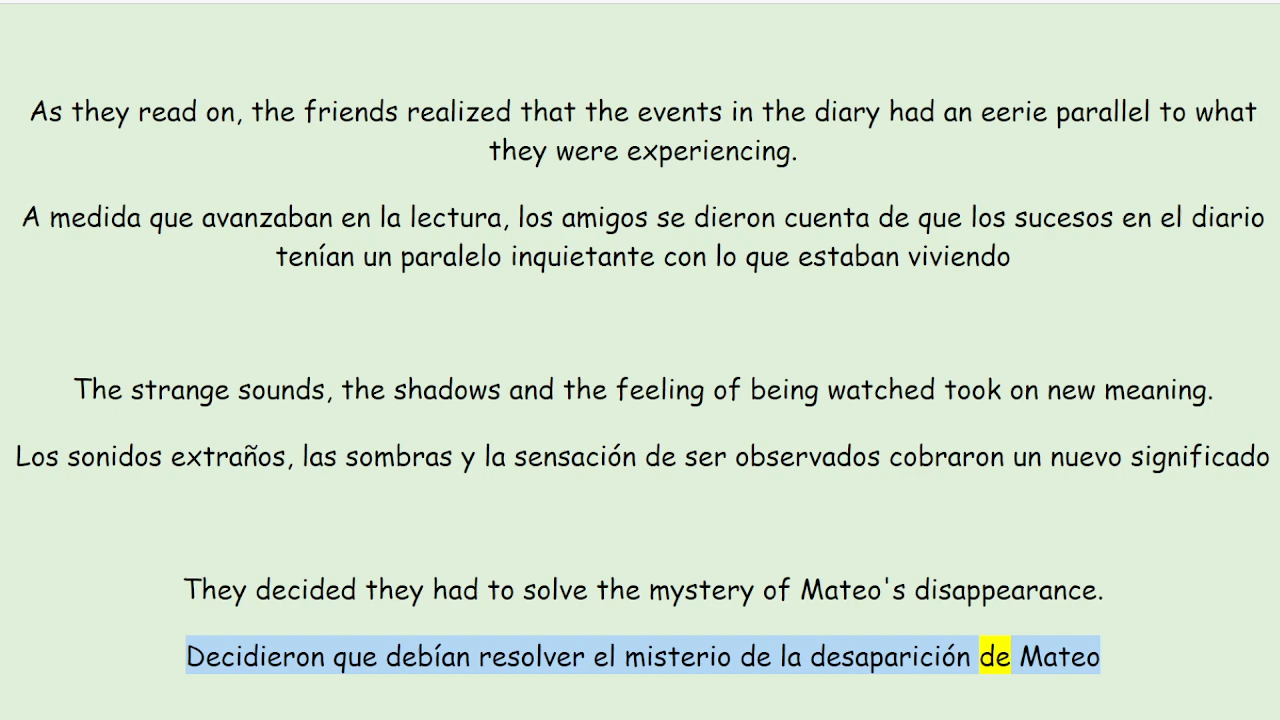 As they read on, the friends realized that the events in the diary had an eerie parallel to what
they were experiencing.
A medida que avanzaban en la lectura, los amigos se dieron cuenta de que los sucesos en el diario
tenían un paralelo inquietante con lo que estaban viviendo
The strange sounds, the shadows and the feeling of being watched took on new meaning.
Los sonidos extraños, las sombras y la sensación de ser observados cobraron un nuevo significado
They decided they had to solve the mystery of Mateo's disappearance.
Decidieron que debían resolver el misterio de la desaparición de Mateo